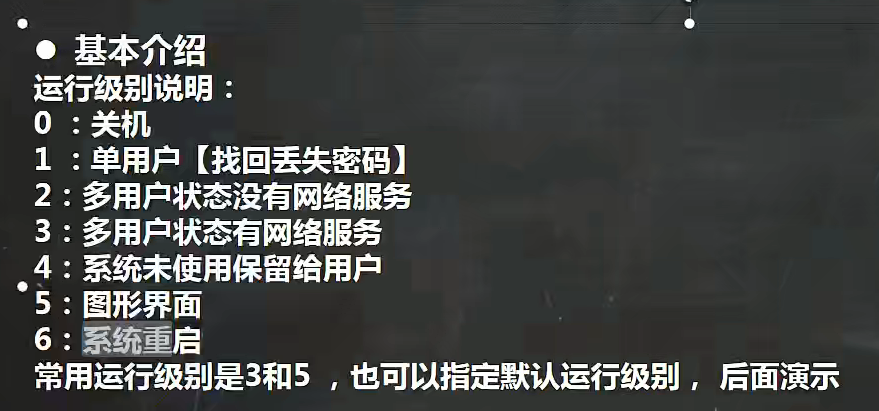 ● 基本介绍
运行级别说明：
0 ：关机
1 ：单用户【找回丢失密码】
2：多用户状态没有网络服务
3：多用户状态有网络服务
4：系统未使用保留给用户
5：图形界面
6：系统重启
常用运行级别是3和5 ，也可以指定默认运行级别， 后面演示